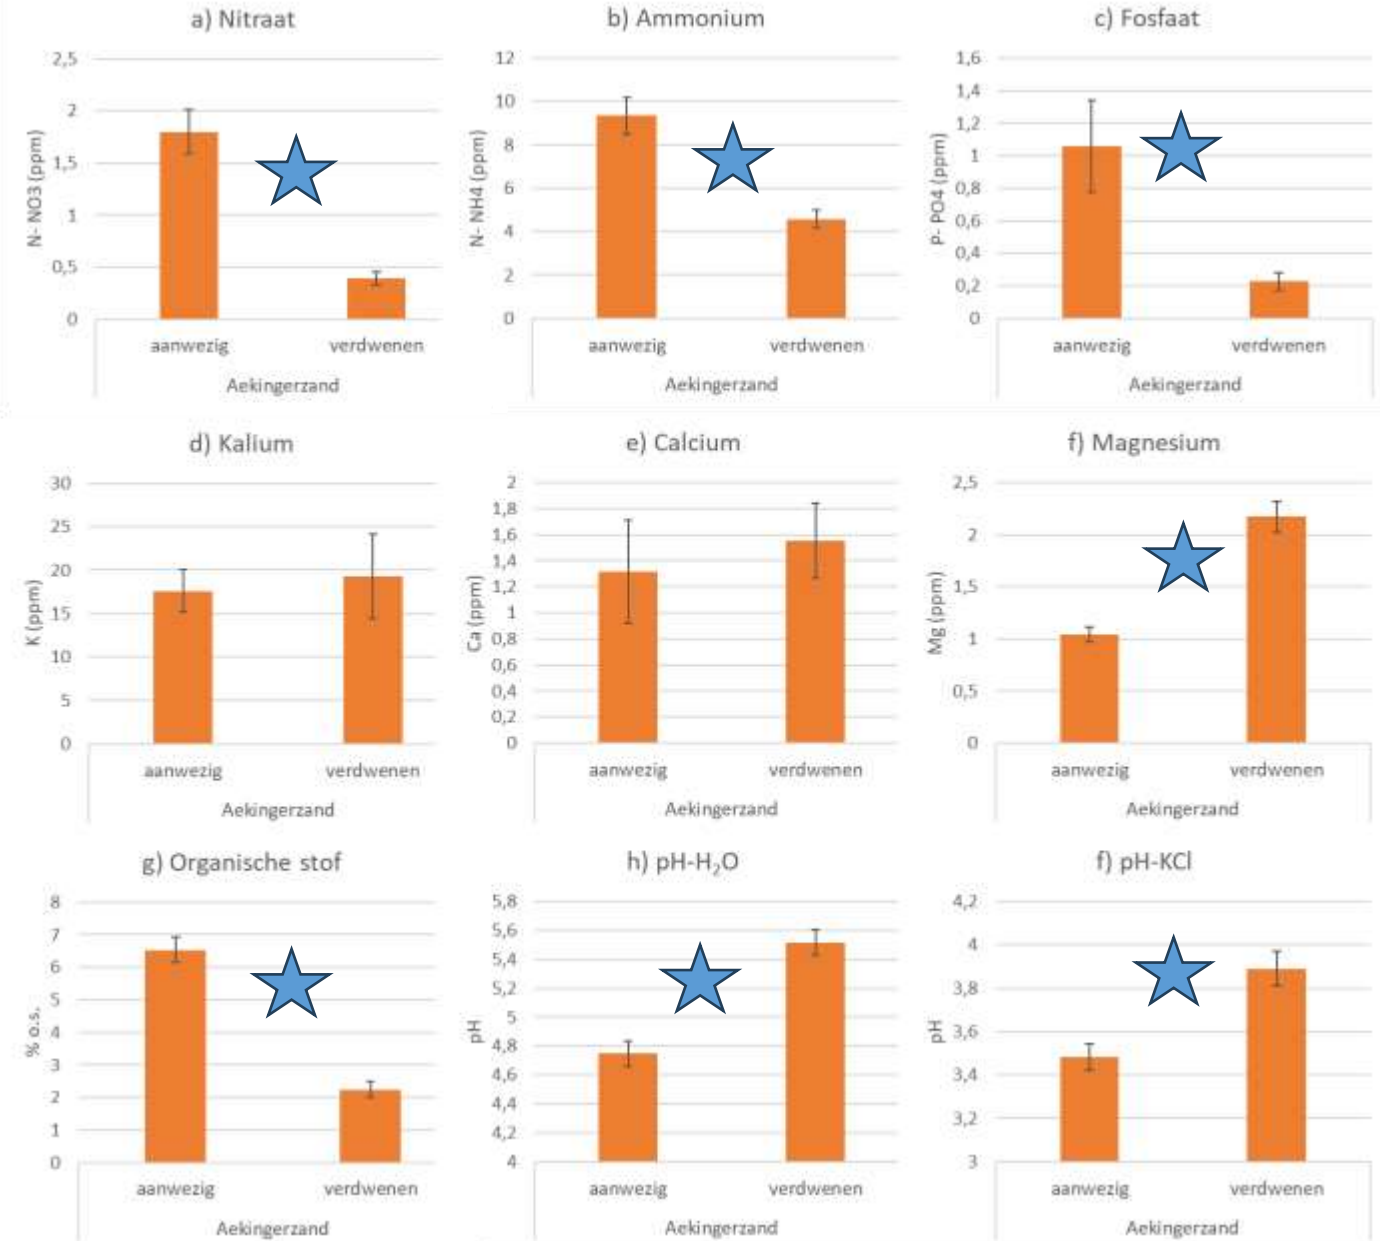 a) Nitraat
2,5
2
1,5
1
0,5
0
N- NO3 (ppm)
aanwezig
verdwenen
Aekingerzand
b) Ammonium
12
10
8
6
4
2
0
N- NH4 (ppm)
aanwezig
verdwenen
Aekingerzand
c) Fosfaat
1,6
1,4
1,2
1
0,8
0,6
0,4
0,2
0
P- PO4 (ppm)
aanwezig
verdwenen
Aekingerzand
d) Kalium
30
25
20
15
10
5
0
K (ppm)
aanwezig
verdwenen
Aekingerzand
e) Calcium
2
1,8
1,6
1,4
1,2
1
0,8
0,6
0,4
0,2
0
Ca (ppm)
aanwezig
verdwenen
Aekingerzand
f) Magnesium
2,5
2
1,5
1
0,5
0
Mg (ppm)
aanwezig
verdwenen
Aekingerzand
g) Organische stof
8
7
6
5
4
3
2
1
0
% o.s.
aanwezig
verdwenen
Aekingerzand
h) pH-H₂O
5,8
5,6
5,4
5,2
5
4,8
4,6
4,4
4,2
4
pH
aanwezig
verdwenen
Aekingerzand
f) pH-KCl
4,2
4
3,8
3,6
3,4
3,2
3
pH
aanwezig
verdwenen
Aekingerzand